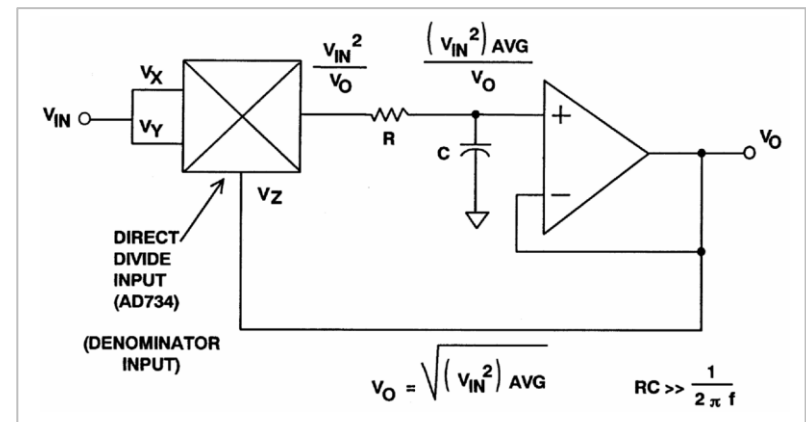 V_IN
V_X
V_Y
V_IN^2 / V_O
(V_IN^2) AVG / V_O
R
C
+
−
V_O
V_Z
DIRECT
DIVIDE
INPUT
(AD734)
(DENOMINATOR
INPUT)
V_O = √(V_IN^2) AVG
RC >> 1 / 2 π f